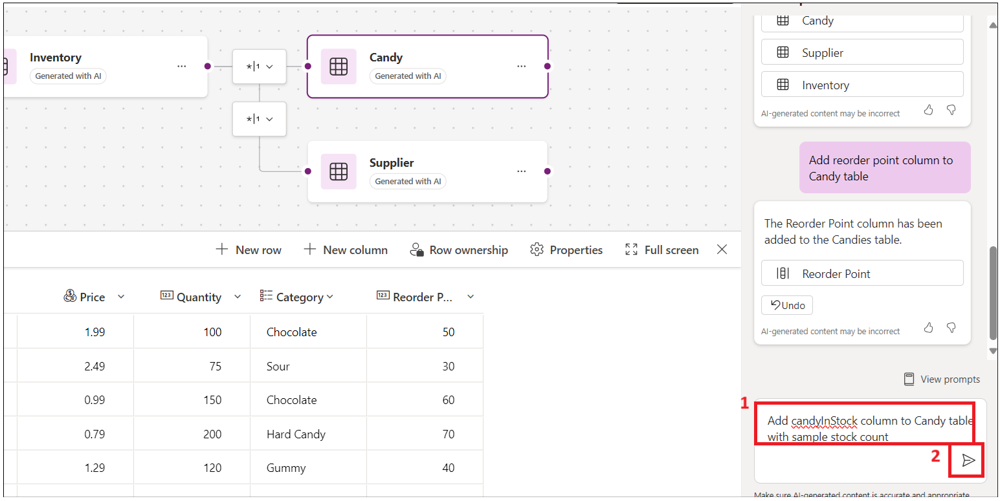 Inventory
Generated with AI
...
*|1
Candy
Generated with AI
...
*|1
Supplier
Generated with AI
...
New row
New column
Row ownership
Properties
Full screen
Price
123 Quantity
Category
123 Reorder P...
1.99 100 Chocolate 50
2.49 75 Sour 30
0.99 150 Chocolate 60
0.79 200 Hard Candy 70
1.29 120 Gummy 40
Candy
Supplier
Inventory
AI-generated content may be incorrect
Add reorder point column to
Candy table
The Reorder Point column has been
added to the Candies table.
Reorder Point
Undo
AI-generated content may be incorrect
View prompts
1
Add candyInStock column to Candy table
with sample stock count
2
Make sure AI-generated content is accurate and appropriate